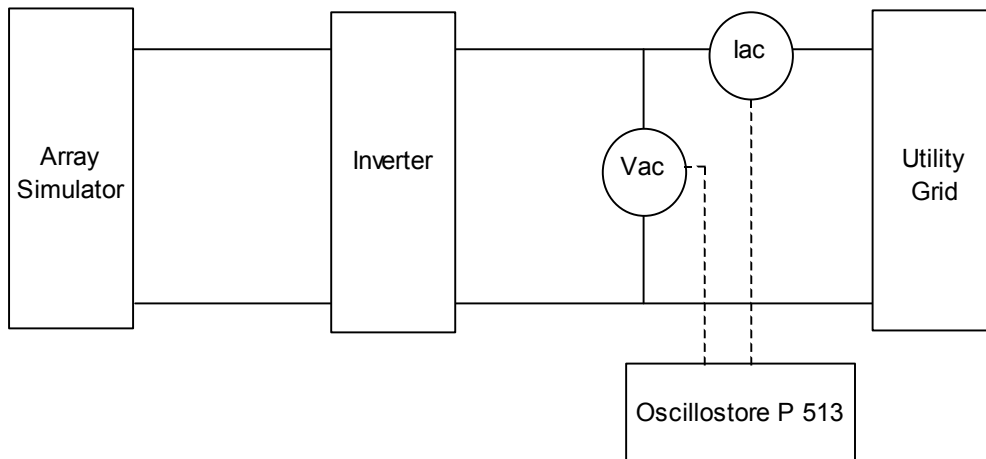 Array
Simulator
Inverter
Vac
Iac
Utility
Grid
Oscillostore P 513